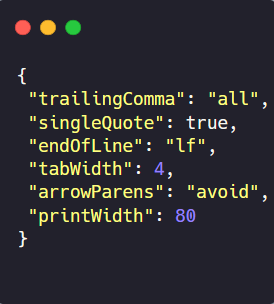 {
"trailingComma": "all",
"singleQuote": true,
"endOfLine": "lf",
"tabWidth": 4,
"arrowParens": "avoid",
"printWidth": 80
}